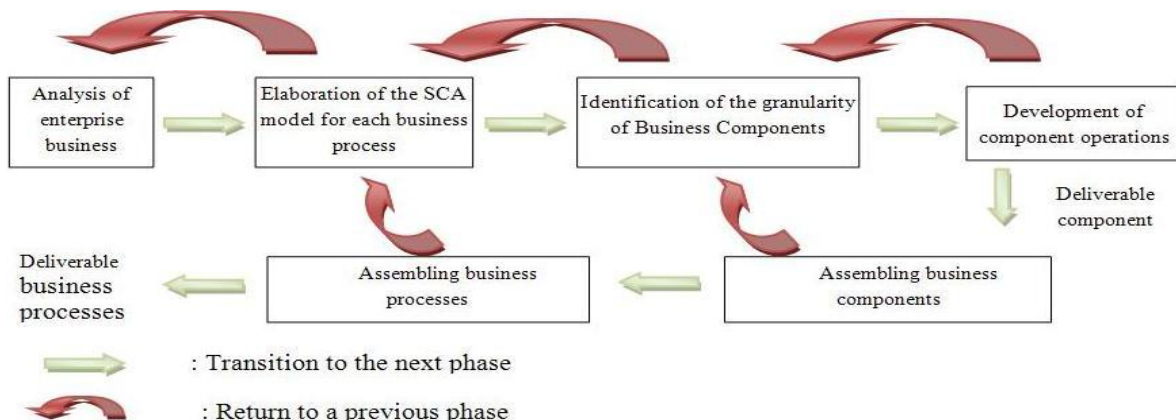 Analysis of
enterprise
business
Elaboration of the SCA
model for each business
process
Identification of the granularity
of Business Components
Development of
component operations
Deliverable
component
Assembling business
components
Assembling business
processes
Deliverable
business
processes
: Transition to the next phase
: Return to a previous phase